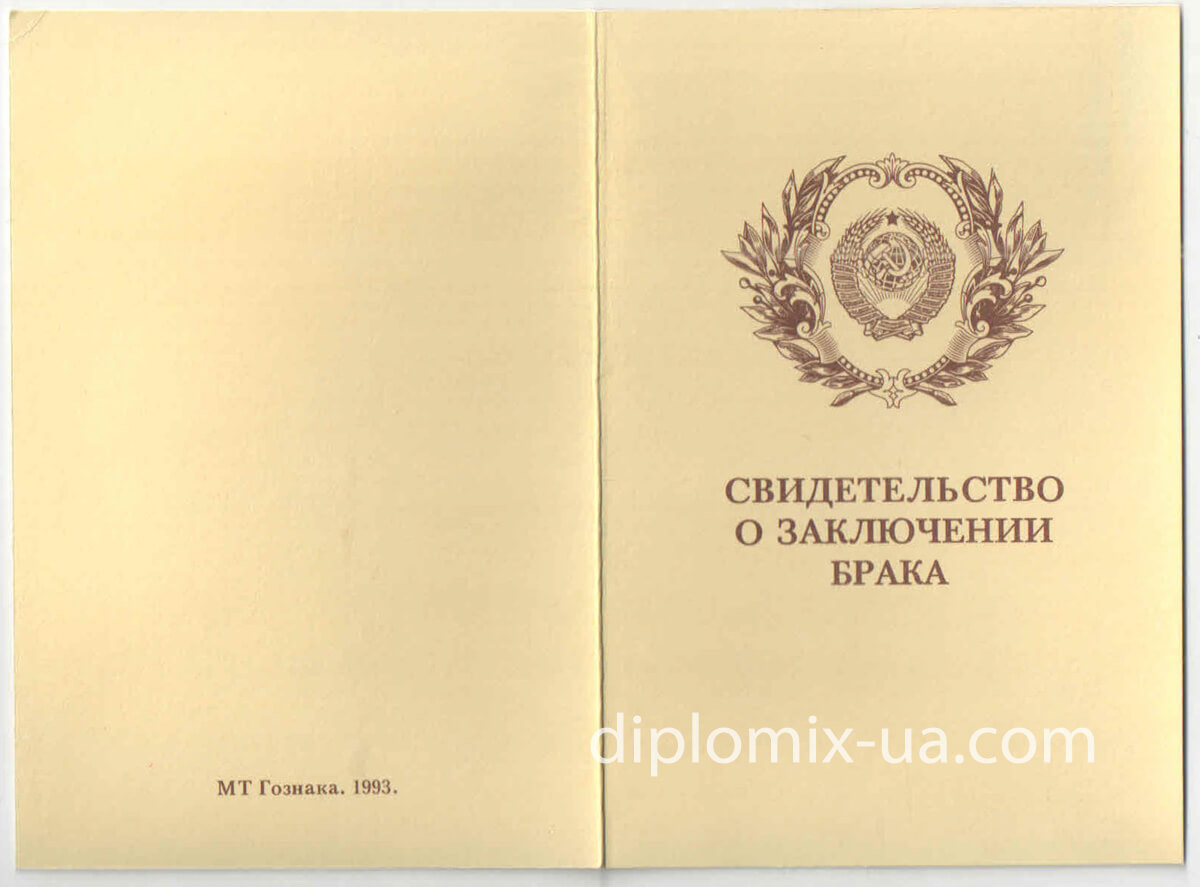 СВИДЕТЕЛЬСТВО
О ЗАКЛЮЧЕНИИ
БРАКА
diplomix-ua.com
МТ Гознака. 1993.